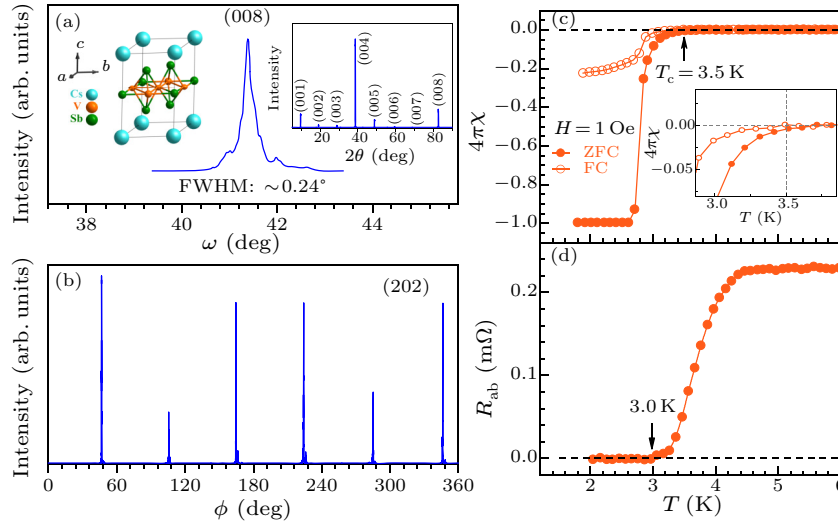 (a)
(008)
c
a
b
Cs
V
Sb
Intensity (arb. units)
Intensity
(001)
(002)
(003)
(004)
(005)
(006)
(007)
(008)
20 40 60 80
2θ (deg)
FWHM: ~0.24°
38 40 42 44
ω (deg)
(b)
(202)
Intensity (arb. units)
0 60 120 180 240 300 360
ϕ (deg)
(c)
0.0
−0.2
−0.4
−0.6
−0.8
−1.0
4πχ
T_c = 3.5 K
H = 1 Oe
ZFC
FC
4πχ
0.00
−0.05
3.0 3.5
T (K)
(d)
0.2
0.1
0.0
R_ab (mΩ)
3.0 K
2 3 4 5 6
T (K)